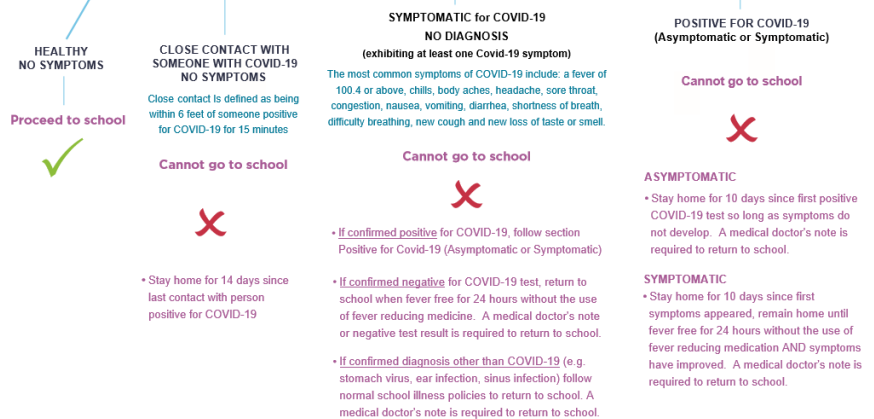 HEALTHY
NO SYMPTOMS
Proceed to school
CLOSE CONTACT WITH
SOMEONE WITH COVID-19
NO SYMPTOMS
Close contact Is defined as being
within 6 feet of someone positive
for COVID-19 for 15 minutes
Cannot go to school
• Stay home for 14 days since
last contact with person
positive for COVID-19
SYMPTOMATIC for COVID-19
NO DIAGNOSIS
(exhibiting at least one Covid-19 symptom)
The most common symptoms of COVID-19 include: a fever of
100.4 or above, chills, body aches, headache, sore throat,
congestion, nausea, vomiting, diarrhea, shortness of breath,
difficulty breathing, new cough and new loss of taste or smell.
Cannot go to school
• If confirmed positive for COVID-19, follow section
Positive for Covid-19 (Asymptomatic or Symptomatic)
• If confirmed negative for COVID-19 test, return to
school when fever free for 24 hours without the use
of fever reducing medicine. A medical doctor's note
or negative test result is required to return to school.
• If confirmed diagnosis other than COVID-19 (e.g.
stomach virus, ear infection, sinus infection) follow
normal school illness policies to return to school. A
medical doctor's note is required to return to school.
POSITIVE FOR COVID-19
(Asymptomatic or Symptomatic)
Cannot go to school
ASYMPTOMATIC
• Stay home for 10 days since first positive
COVID-19 test so long as symptoms do
not develop. A medical doctor's note is
required to return to school.
SYMPTOMATIC
• Stay home for 10 days since first
symptoms appeared, remain home until
fever free for 24 hours without the use of
fever reducing medication AND symptoms
have improved. A medical doctor's note is
required to return to school.